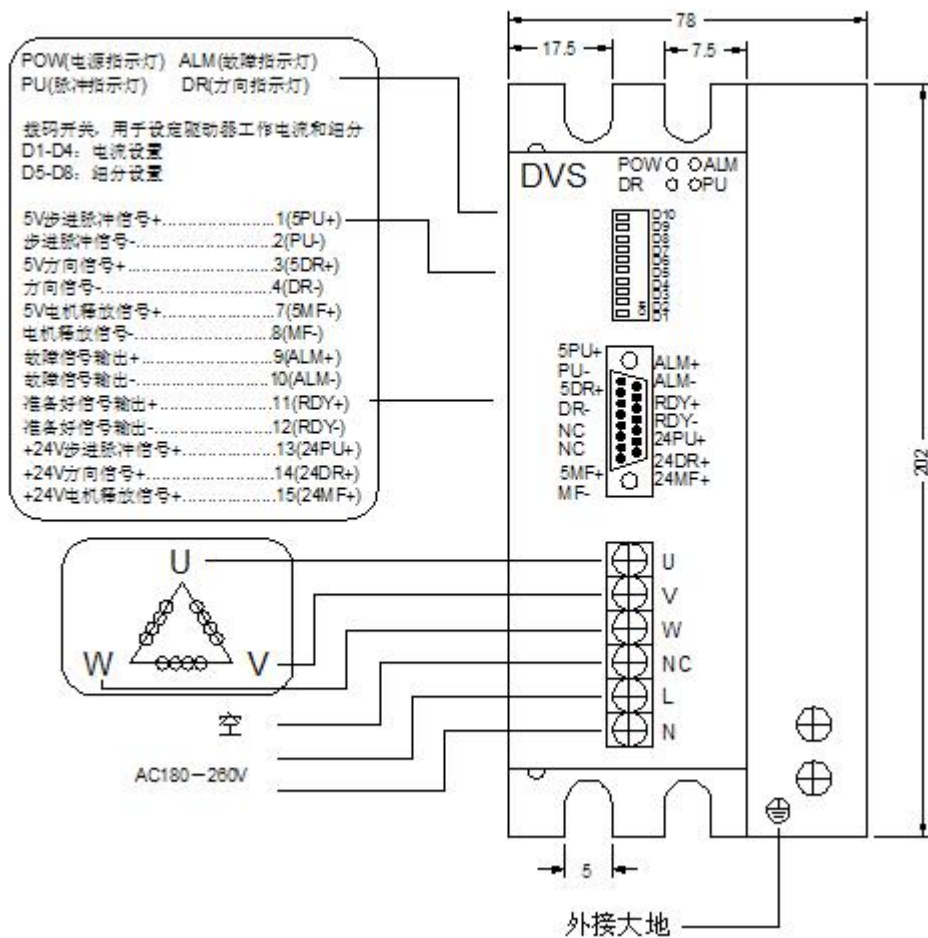 POW(电源指示灯) ALM(故障指示灯)
PU(脉冲指示灯) DR(方向指示灯)
拨码开关，用于设定驱动器工作电流和细分
D1-D4：电流设置
D5-D8：细分设置
5V步进脉冲信号+......................1(5PU+)
步进脉冲信号-...........................2(PU-)
5V方向信号+.............................3(5DR+)
方向信号-.................................4(DR-)
5V电机释放信号+......................7(5MF+)
电机释放信号-...........................8(MF-)
故障信号输出+..........................9(ALM+)
故障信号输出-..........................10(ALM-)
准备好信号输出+......................11(RDY+)
准备好信号输出-......................12(RDY-)
+24V步进脉冲信号+.................13(24PU+)
+24V方向信号+........................14(24DR+)
+24V电机释放信号+.................15(24MF+)
U
W V
空
AC180－260V
78
17.5 7.5
DVS
POW ALM
DR PU
D10
D9
D8
D7
D6
D5
D4
D3
D2
D1
ON
5PU+
PU-
5DR+
DR-
NC
NC
5MF+
MF-
ALM+
ALM-
RDY+
RDY-
24PU+
24DR+
24MF+
U
V
W
NC
L
N
202
5
外接大地